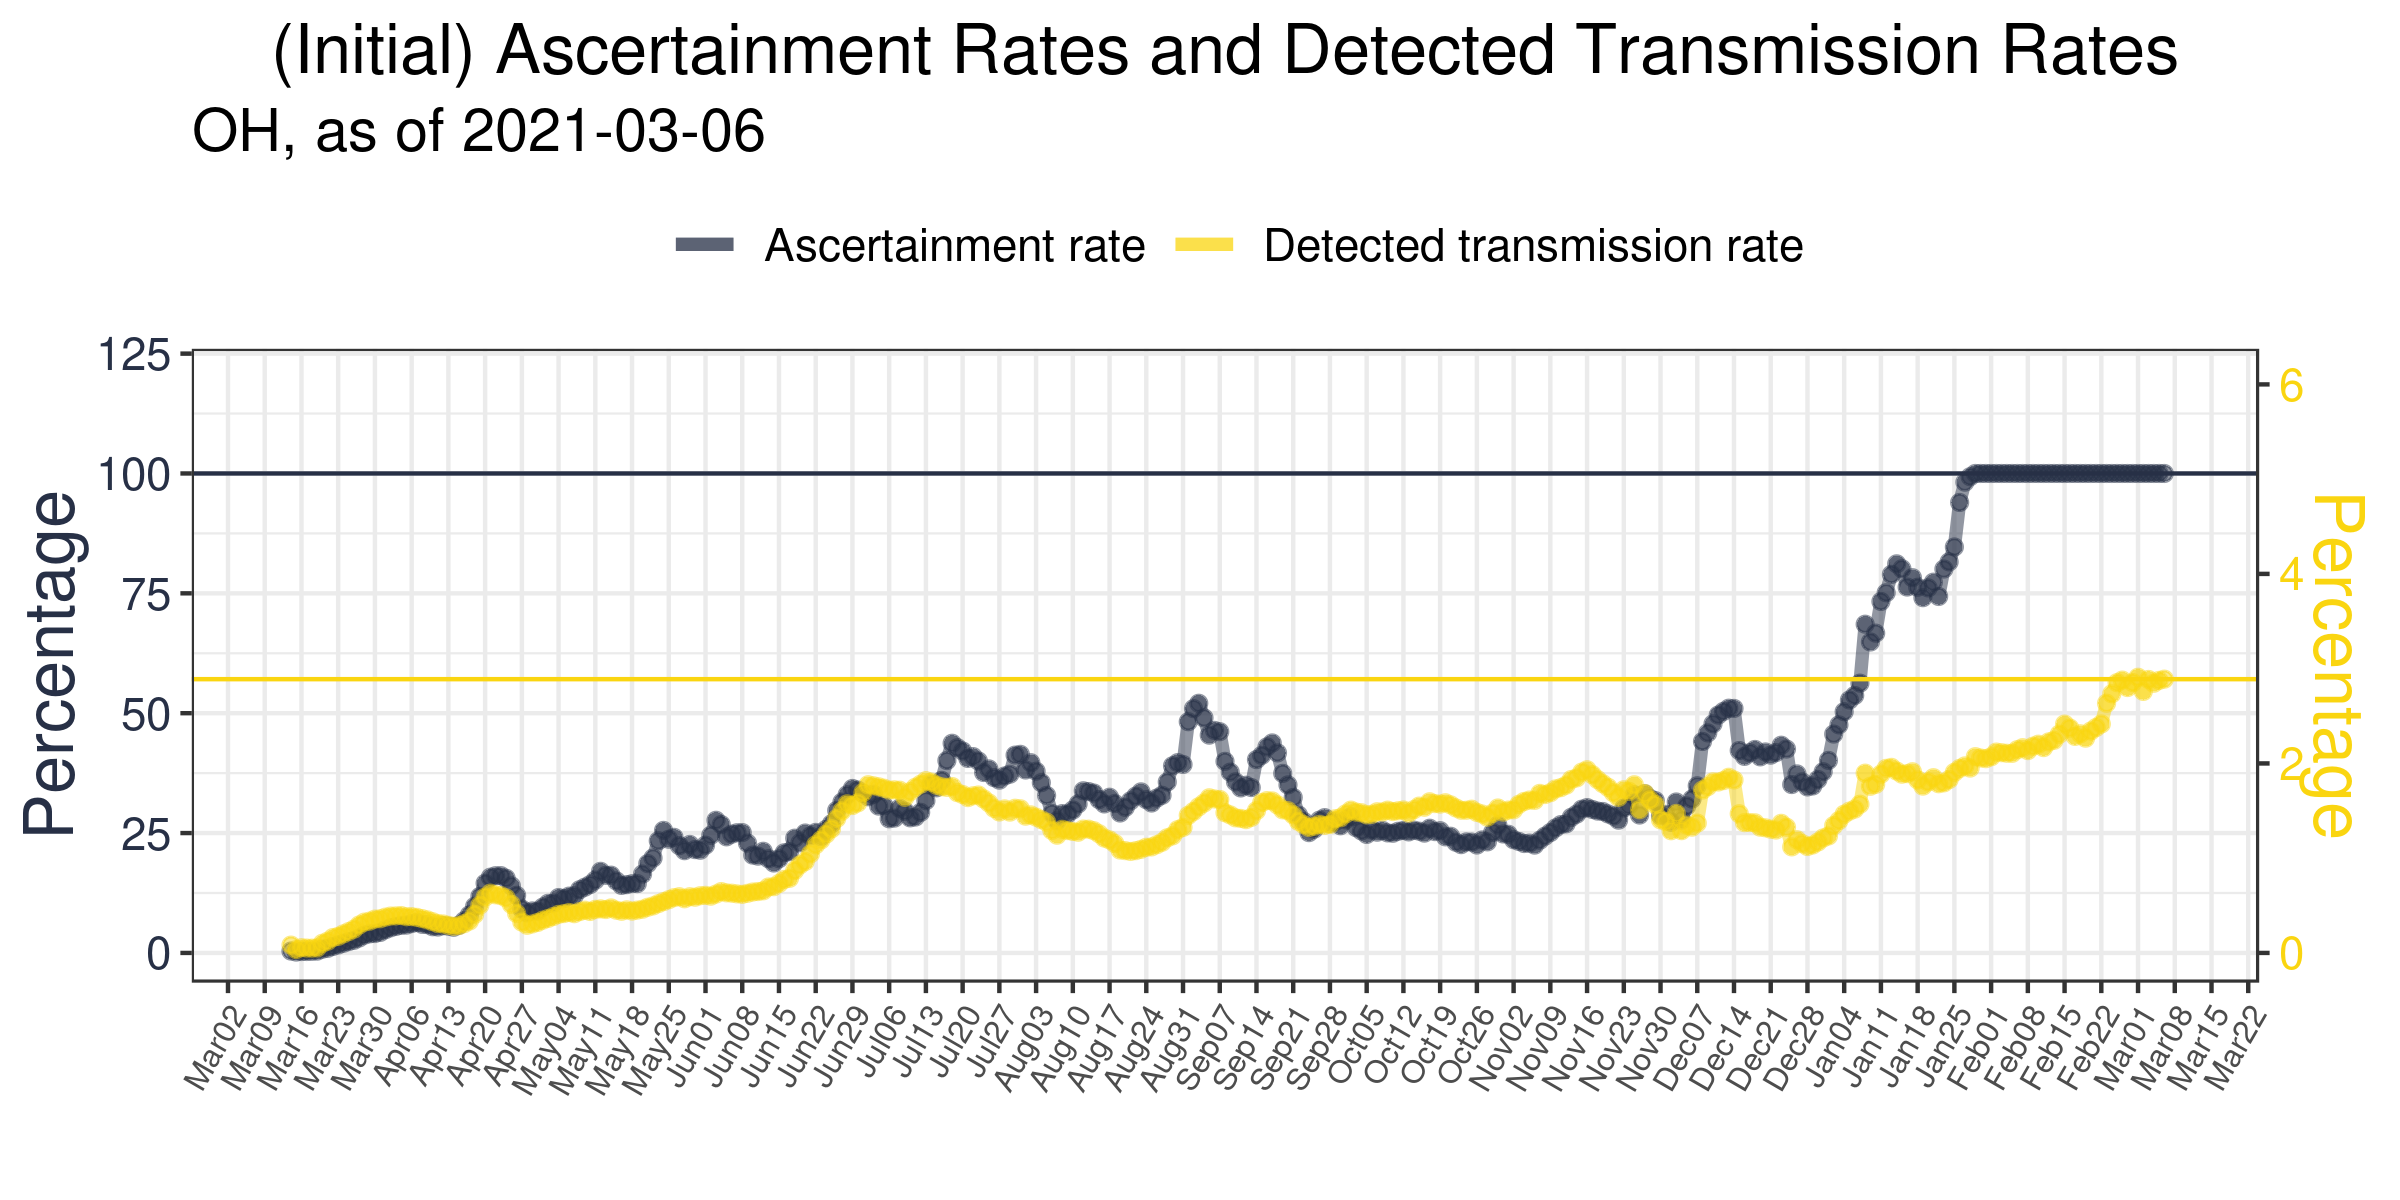 (Initial) Ascertainment Rates and Detected Transmission Rates
OH, as of 2021-03-06
Ascertainment rate
Detected transmission rate
Percentage
125
100
75
50
25
0
6
4
2
0
Percentage
Mar02
Mar09
Mar16
Mar23
Mar30
Apr06
Apr13
Apr20
Apr27
May04
May11
May18
May25
Jun01
Jun08
Jun15
Jun22
Jun29
Jul06
Jul13
Jul20
Jul27
Aug03
Aug10
Aug17
Aug24
Aug31
Sep07
Sep14
Sep21
Sep28
Oct05
Oct12
Oct19
Oct26
Nov02
Nov09
Nov16
Nov23
Nov30
Dec07
Dec14
Dec21
Dec28
Jan04
Jan11
Jan18
Jan25
Feb01
Feb08
Feb15
Feb22
Mar01
Mar08
Mar15
Mar22